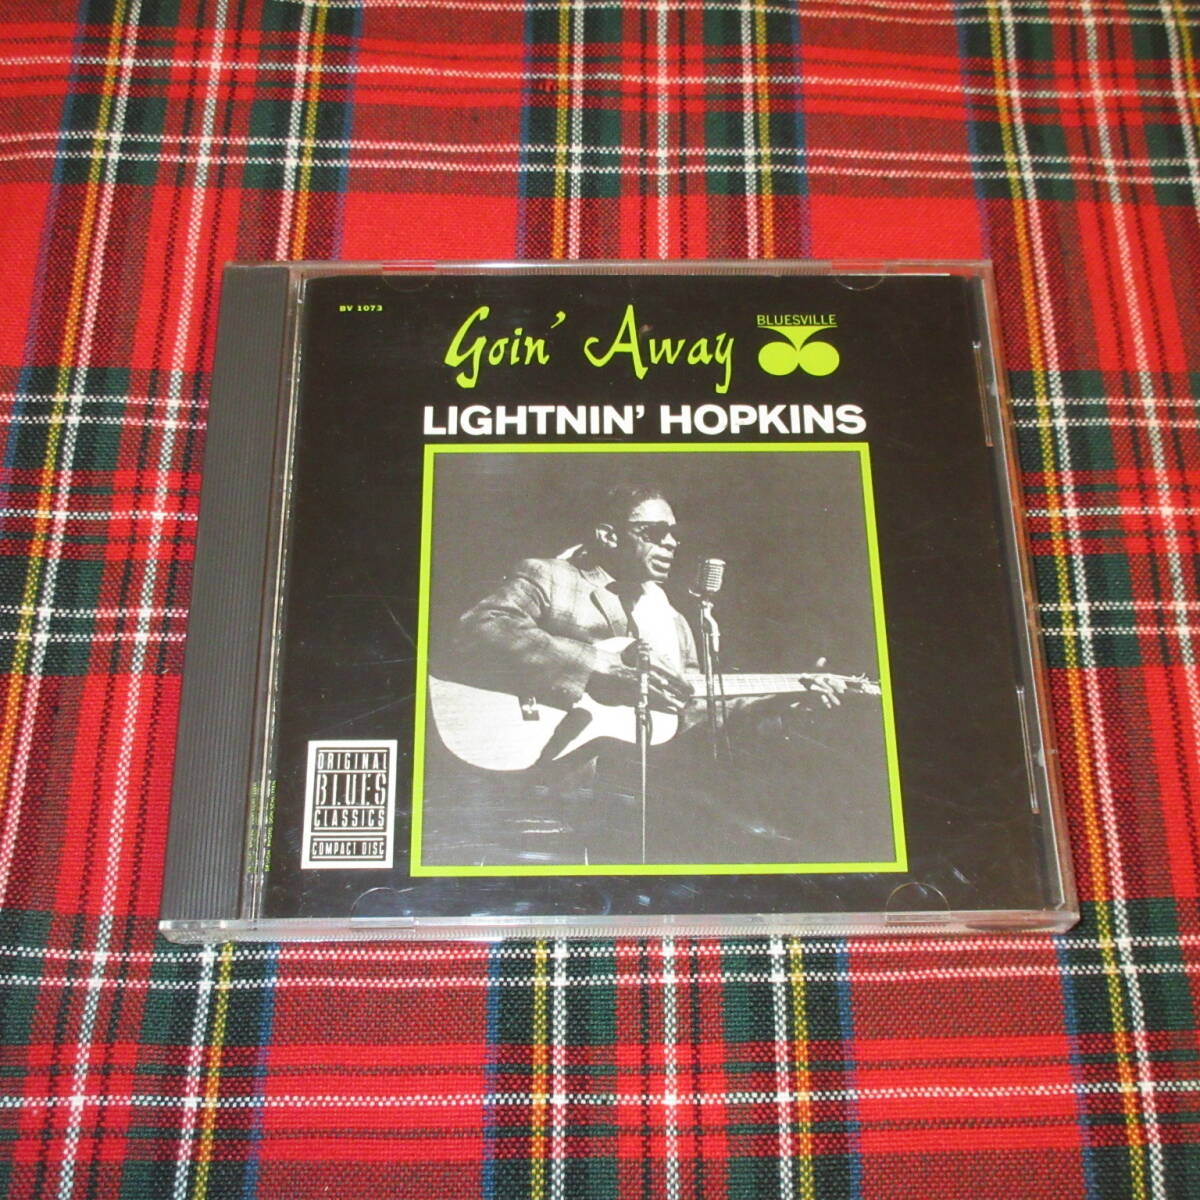 BV 1073
Goin' Away
BLUESVILLE
LIGHTNIN' HOPKINS
ORIGINAL
BLUES
CLASSICS
COMPACT DISC